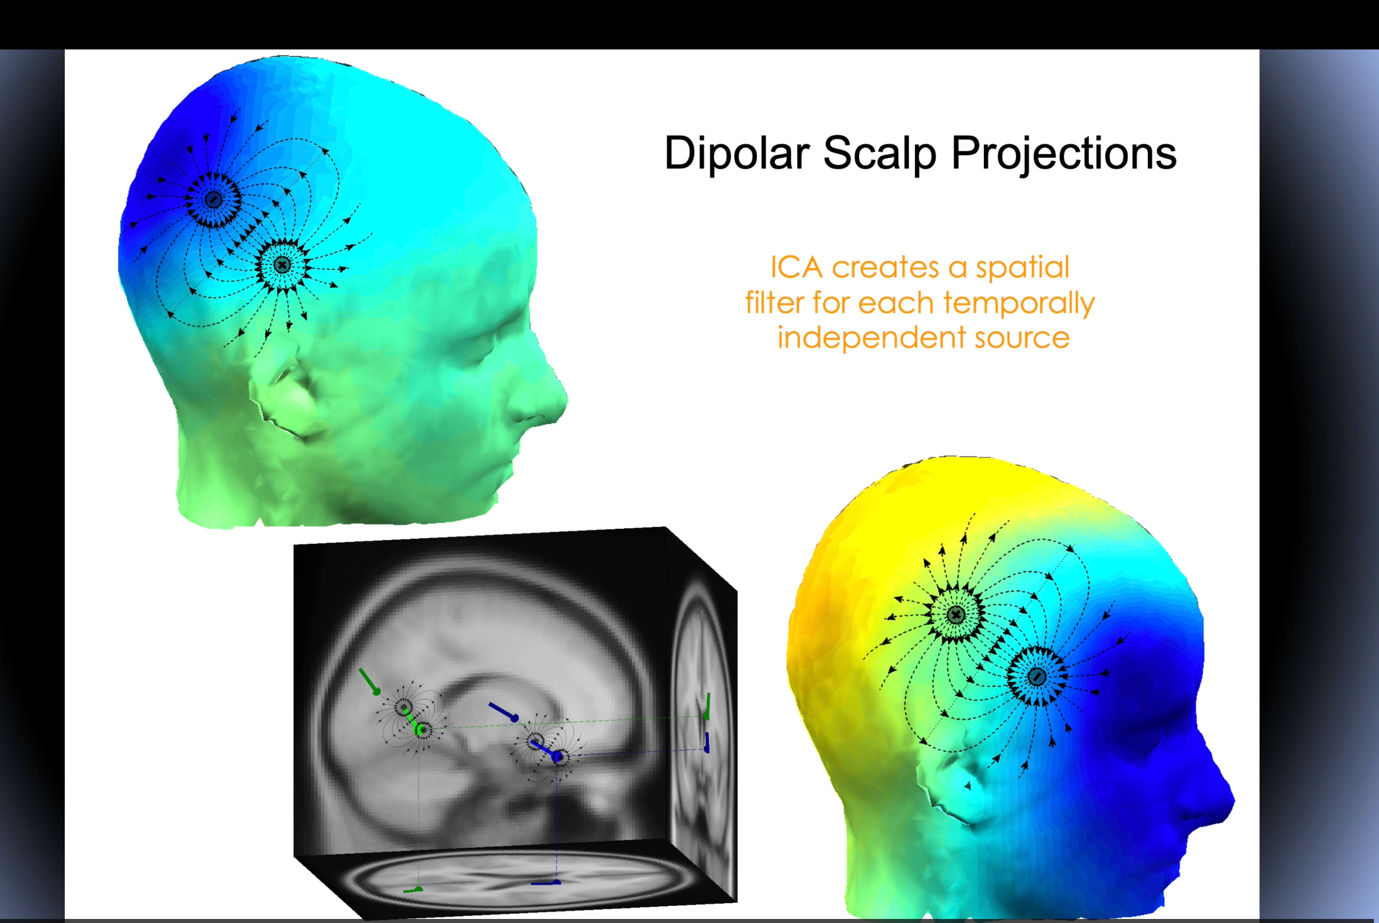 Dipolar Scalp Projections
ICA creates a spatial
filter for each temporally
independent source